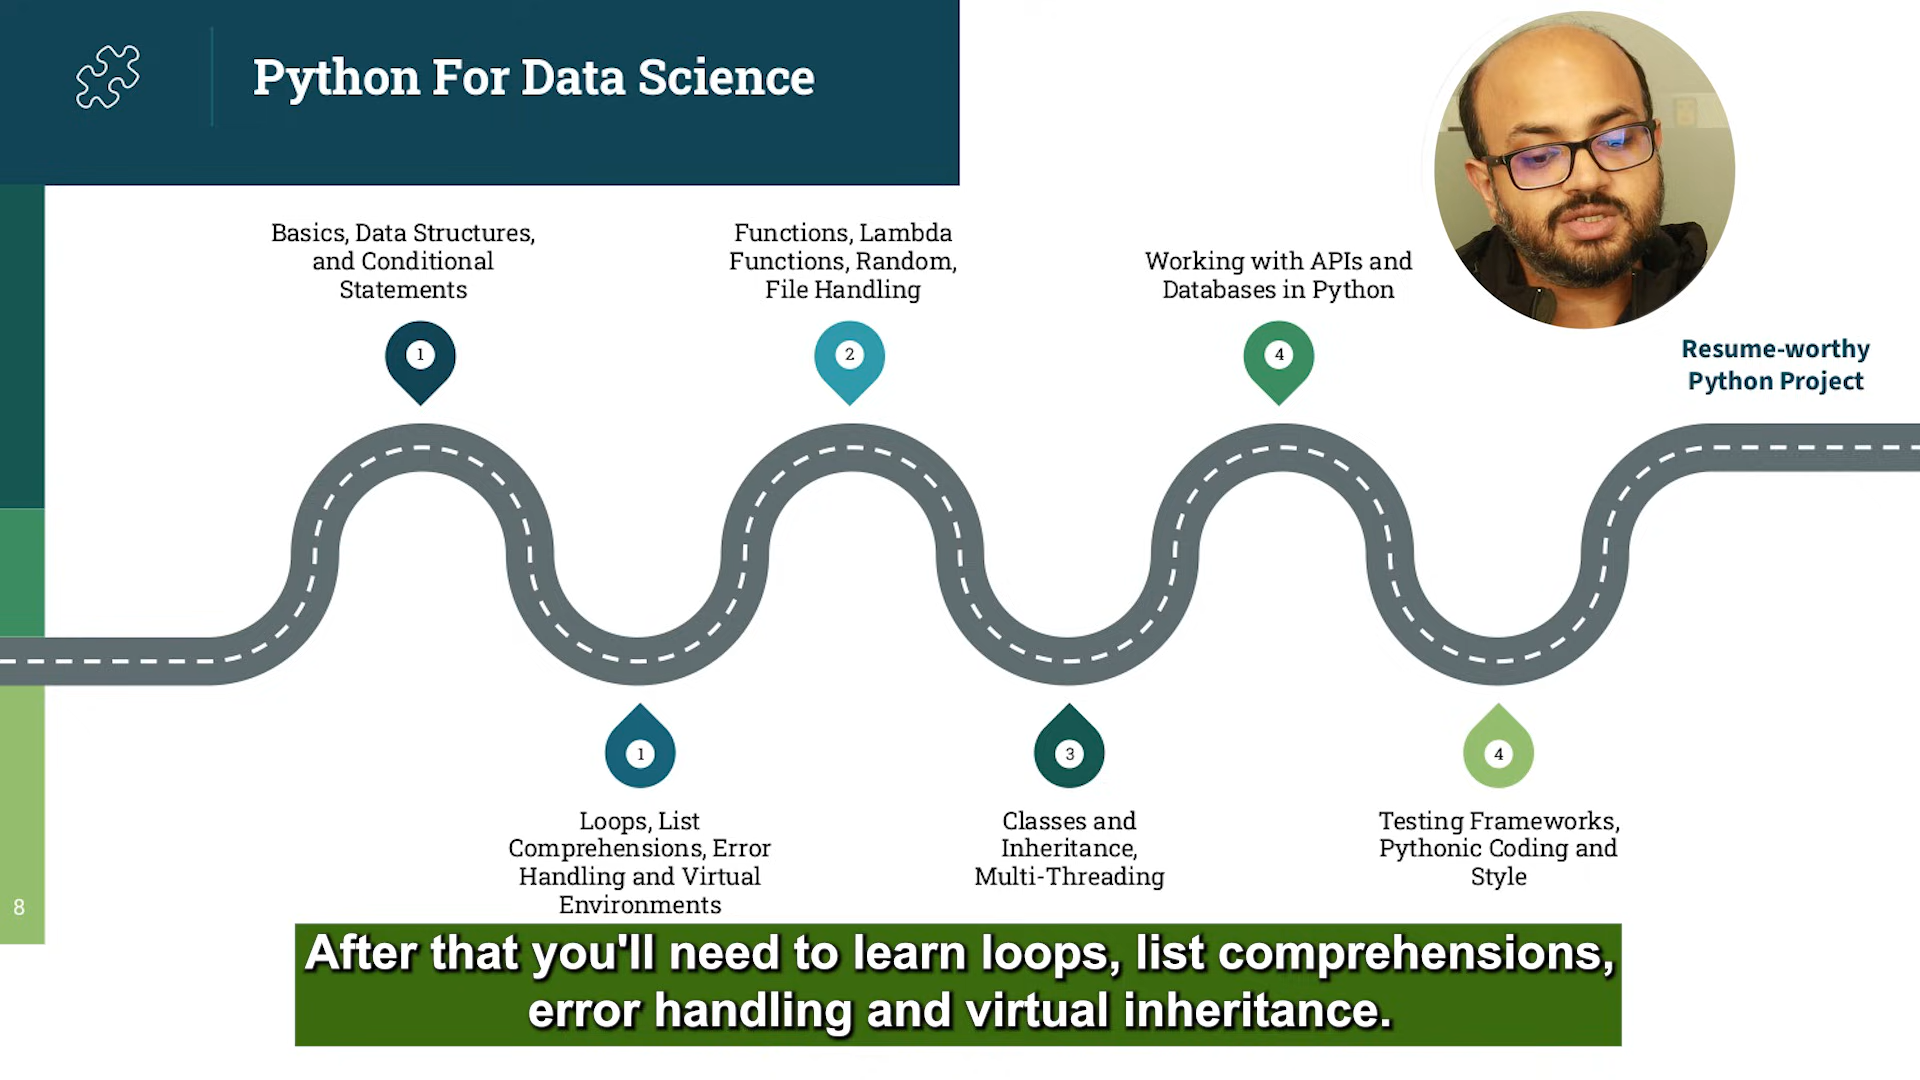 Python For Data Science
Basics, Data Structures,
and Conditional
Statements
Functions, Lambda
Functions, Random,
File Handling
Working with APIs and
Databases in Python
Resume-worthy
Python Project
1
2
4
1
3
4
Loops, List
Comprehensions, Error
Handling and Virtual
Environments
Classes and
Inheritance,
Multi-Threading
Testing Frameworks,
Pythonic Coding and
Style
8
After that you'll need to learn loops, list comprehensions,
error handling and virtual inheritance.